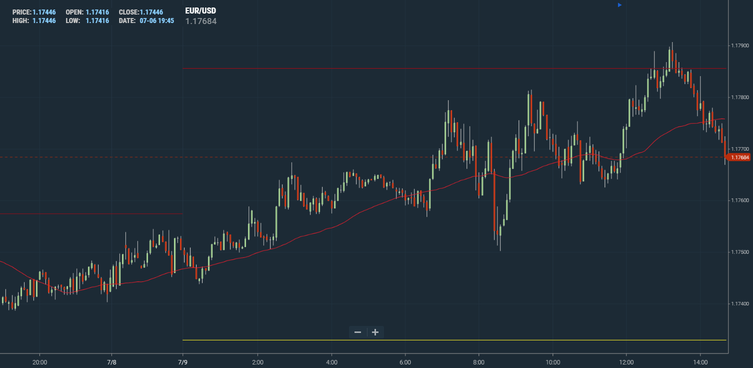 PRICE:1.17446 OPEN: 1.17416 CLOSE:1.17446 EUR/USD
HIGH: 1.17446 LOW: 1.17416 DATE: 07-06 19:45 1.17684
1.17900
1.17800
1.17700
1.17684
1.17600
1.17500
1.17400
− +
20:00 7/8 7/9 2:00 4:00 6:00 8:00 10:00 12:00 14:00